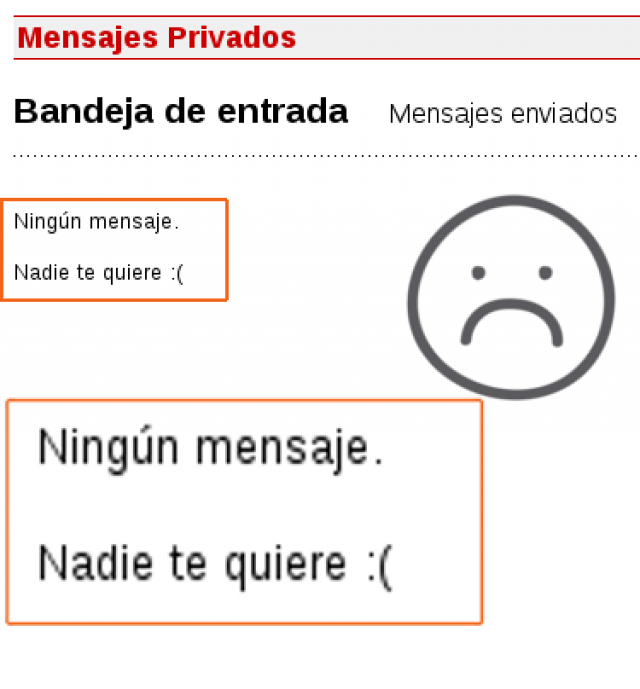 Mensajes Privados
Bandeja de entrada Mensajes enviados
Ningún mensaje.
Nadie te quiere :(
Ningún mensaje.
Nadie te quiere :(